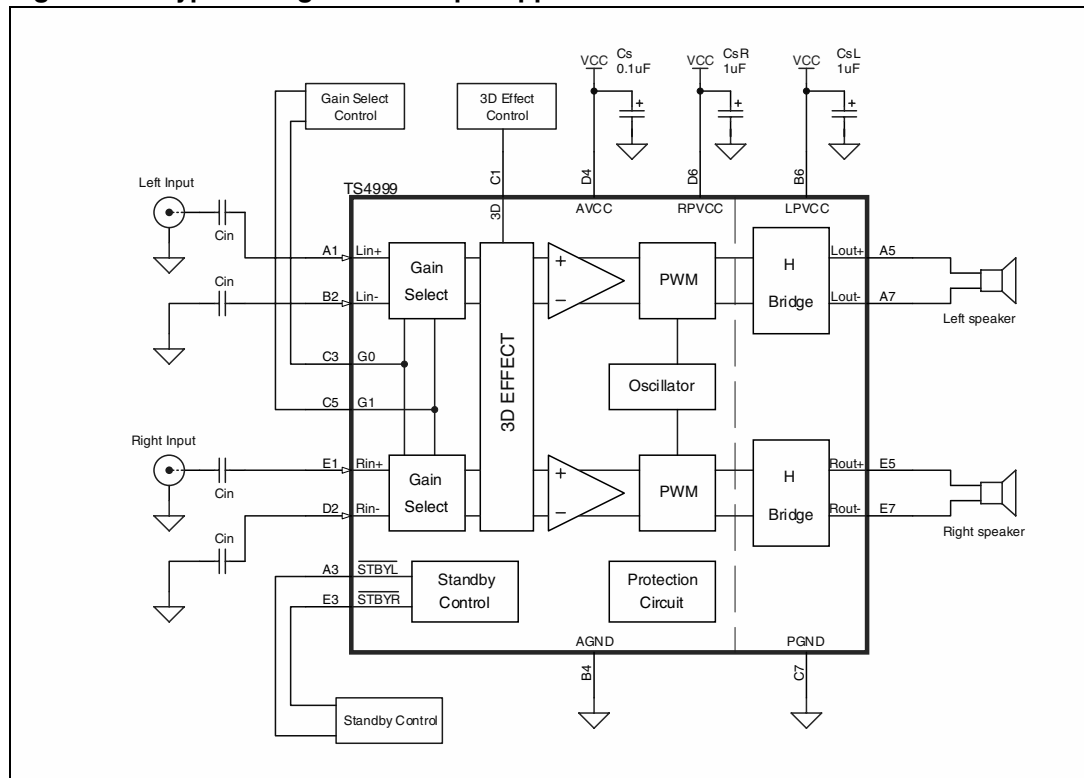 VCC Cs 0.1uF
VCC CsR 1uF
VCC CsL 1uF
+
+
+
Gain Select
Control
3D Effect
Control
C1
D4
D6
B6
TS4999
3D
AVCC
RPVCC
LPVCC
Left Input
Cin
A1 Lin+
Cin
B2 Lin-
C3 G0
C5 G1
Gain
Select
3D EFFECT
+
−
PWM
H
Bridge
Lout+ A5
Lout- A7
Left speaker
Oscillator
Right Input
Cin
E1 Rin+
D2 Rin-
Cin
Gain
Select
+
−
PWM
H
Bridge
Rout+ E5
Rout- E7
Right speaker
A3 STBYL
E3 STBYR
Standby
Control
Protection
Circuit
AGND
PGND
B4
C7
Standby Control